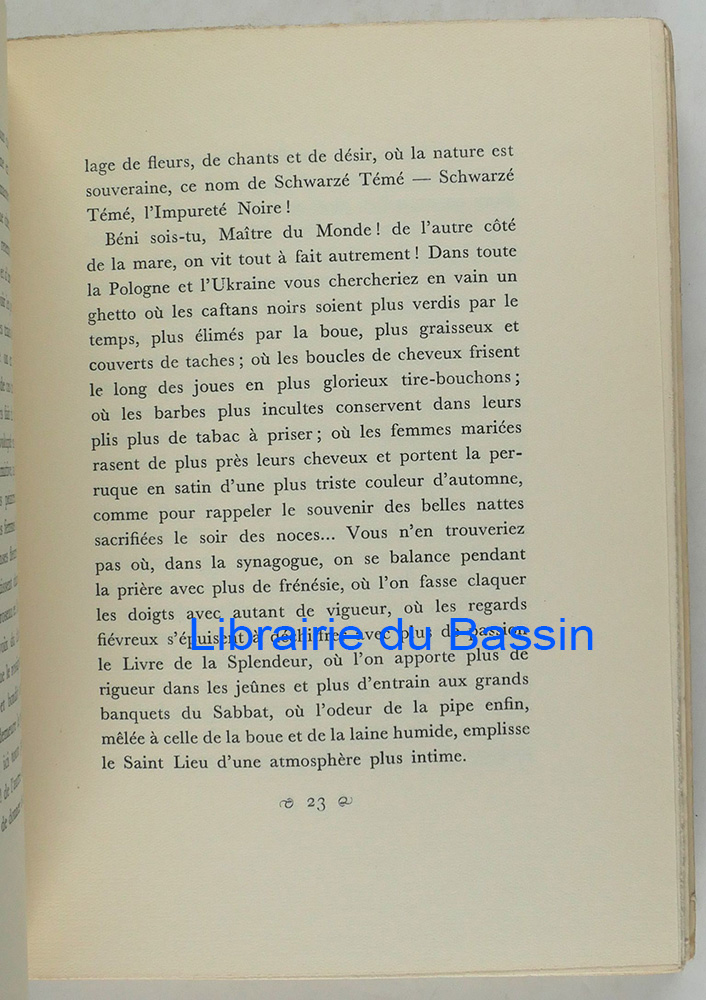 lage de fleurs, de chants et de désir, où la nature est
souveraine, ce nom de Schwarzé Témé — Schwarzé
Témé, l'Impureté Noire !
Béni sois-tu, Maître du Monde ! de l'autre côté
de la mare, on vit tout à fait autrement ! Dans toute
la Pologne et l'Ukraine vous chercheriez en vain un
ghetto où les caftans noirs soient plus verdis par le
temps, plus élimés par la boue, plus graisseux et
couverts de taches ; où les boucles de cheveux frisent
le long des joues en plus glorieux tire-bouchons ;
où les barbes plus incultes conservent dans leurs
plis plus de tabac à priser ; où les femmes mariées
rasent de plus près leurs cheveux et portent la per-
ruque en satin d'une plus triste couleur d'automne,
comme pour rappeler le souvenir des belles nattes
sacrifiées le soir des noces... Vous n'en trouveriez
pas où, dans la synagogue, on se balance pendant
la prière avec plus de frénésie, où l'on fasse claquer
les doigts avec autant de vigueur, où les regards
fiévreux s'épuisent à déchiffrer avec plus de passion
Librairie du Bassin
le Livre de la Splendeur, où l'on apporte plus de
rigueur dans les jeûnes et plus d'entrain aux grands
banquets du Sabbat, où l'odeur de la pipe enfin,
mêlée à celle de la boue et de la laine humide, emplisse
le Saint Lieu d'une atmosphère plus intime.
23